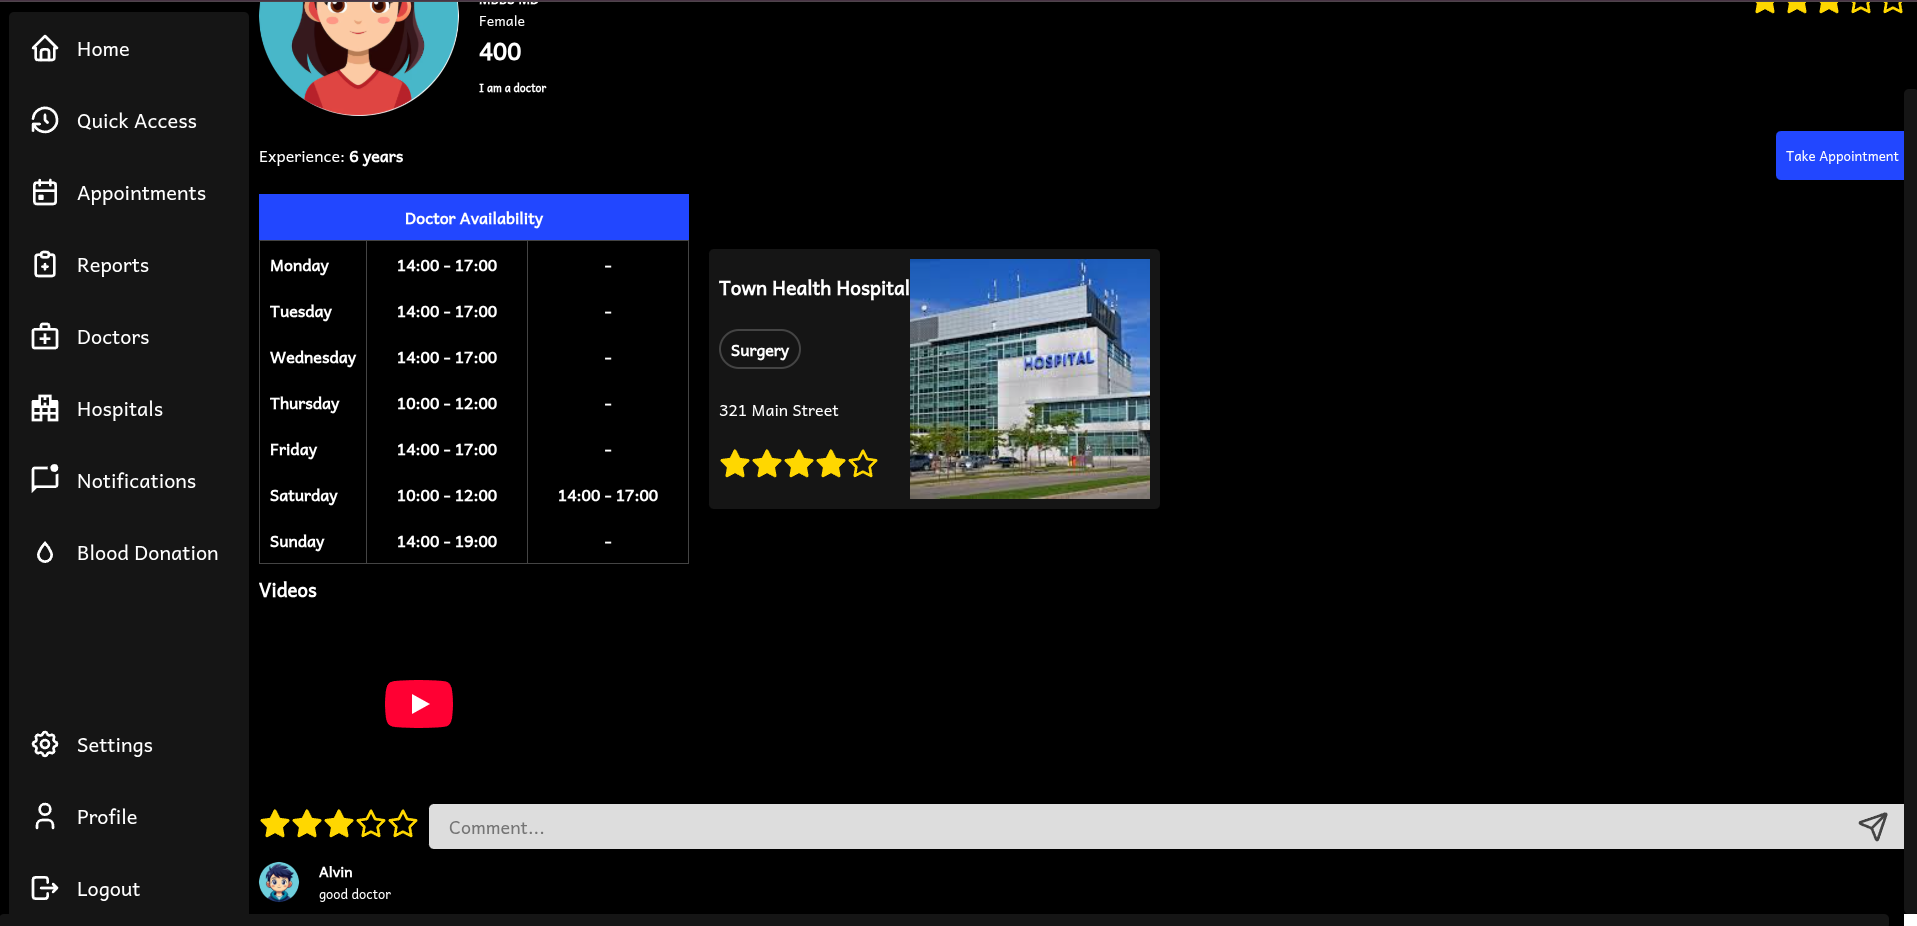 Home
Quick Access
Appointments
Reports
Doctors
Hospitals
Notifications
Blood Donation
Settings
Profile
Logout
MBBS MD
Female
400
I am a doctor
Experience: 6 years
Take Appointment
Doctor Availability
Monday 14:00 - 17:00 -
Tuesday 14:00 - 17:00 -
Wednesday 14:00 - 17:00 -
Thursday 10:00 - 12:00 -
Friday 14:00 - 17:00 -
Saturday 10:00 - 12:00 14:00 - 17:00
Sunday 14:00 - 19:00 -
Town Health Hospital
Surgery
321 Main Street
HOSPITAL
Videos
Comment...
Alvin
good doctor